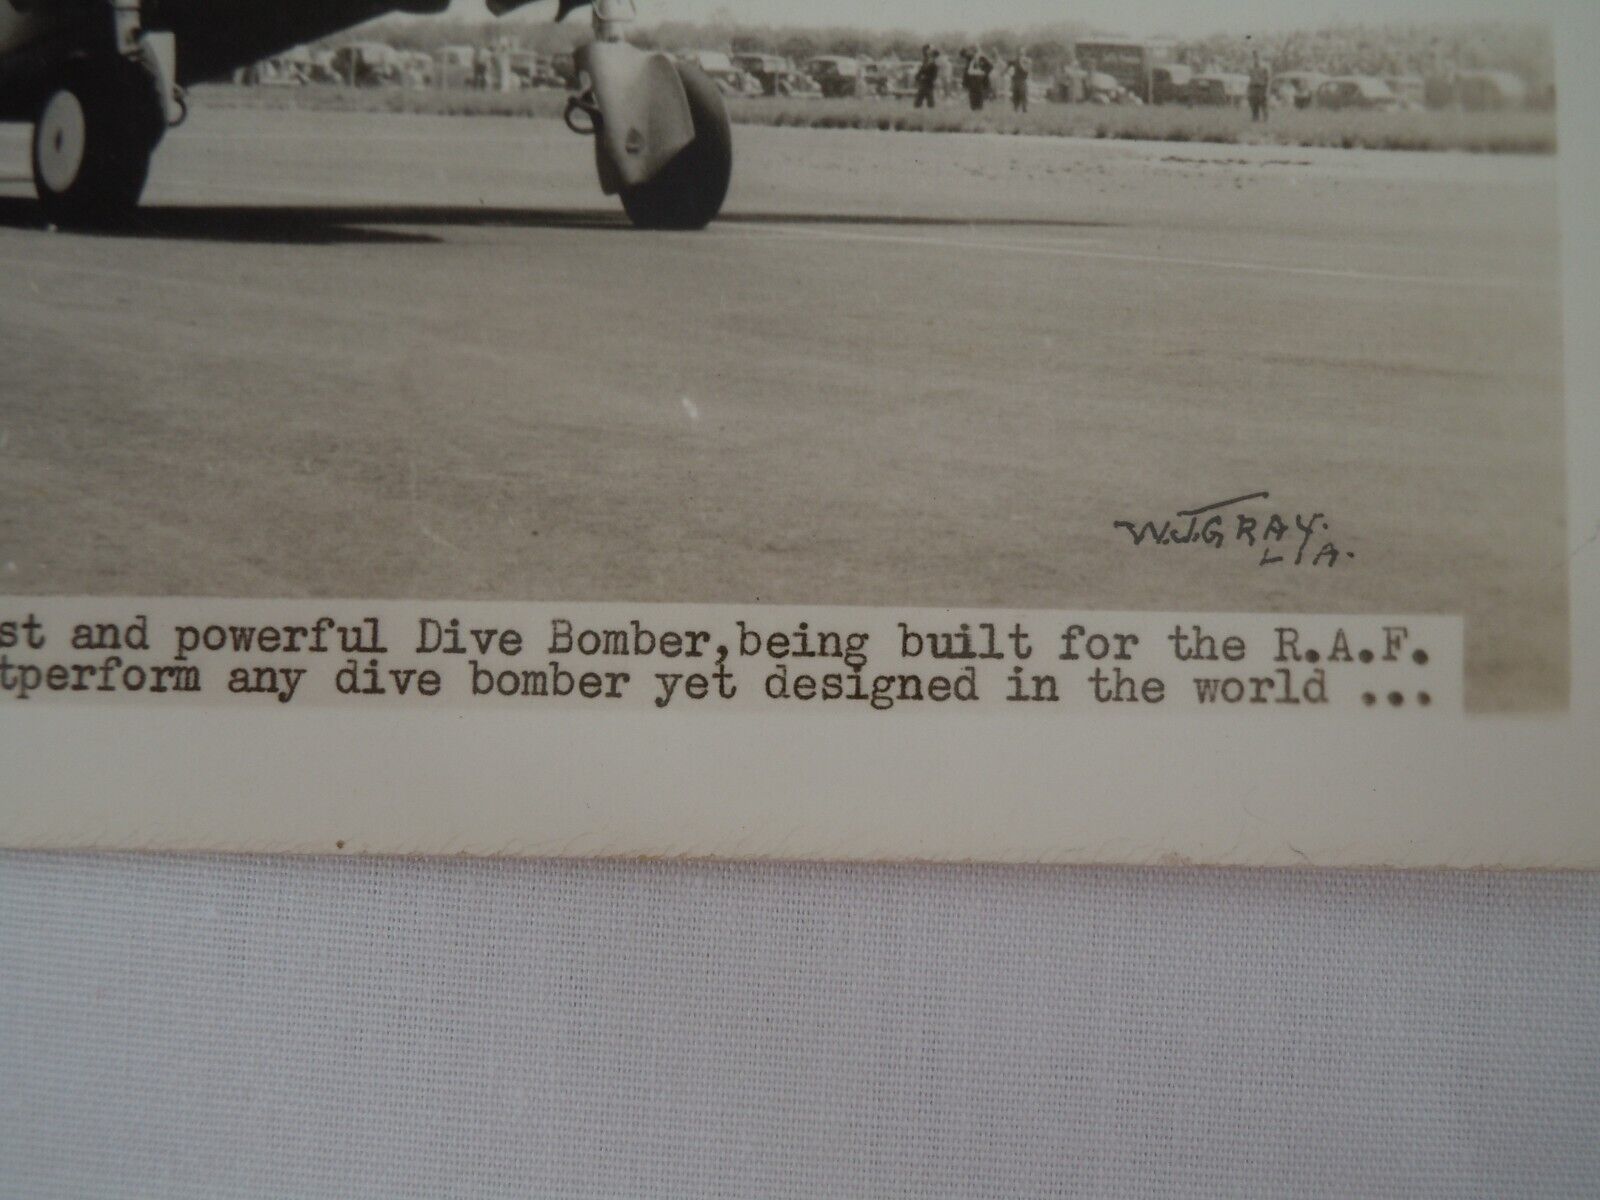 W.J.GRAY.
L A.
st and powerful Dive Bomber,being built for the R.A.F.
tperform any dive bomber yet designed in the world ...